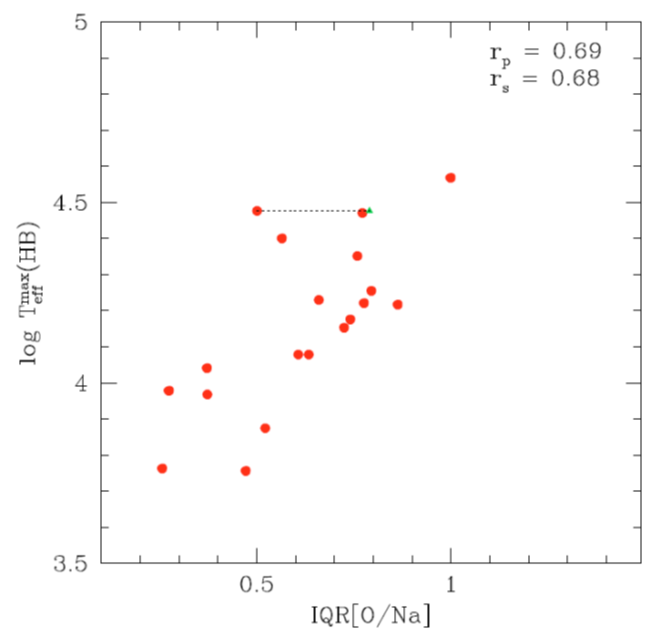 5
r_p = 0.69
r_s = 0.68
4.5
log T_eff^max(HB)
4
3.5
0.5 1
IQR[O/Na]